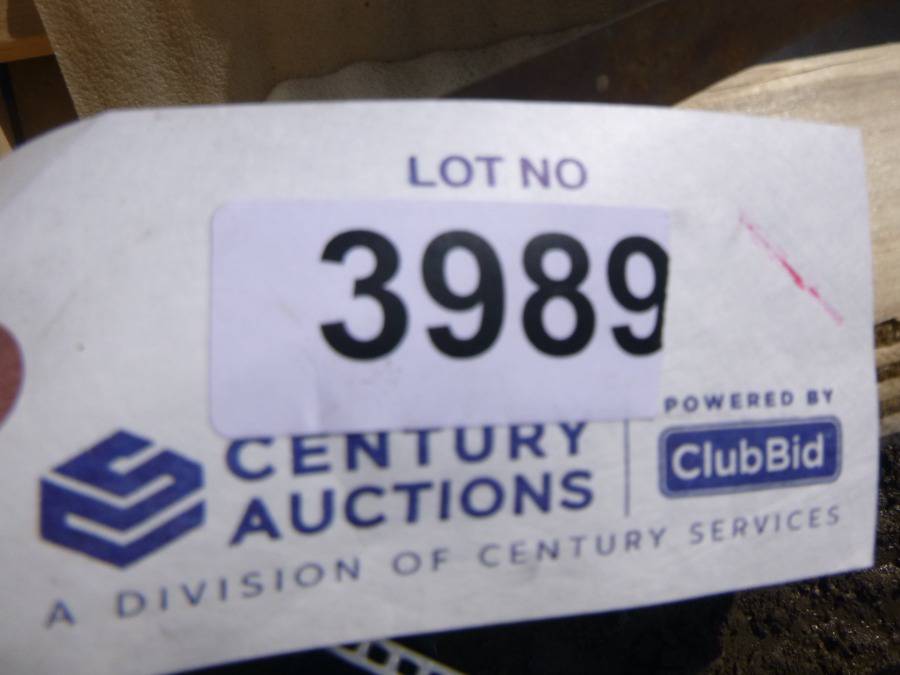 LOT NO
3989
CENTURY
AUCTIONS
POWERED BY
ClubBid
A DIVISION OF CENTURY SERVICES